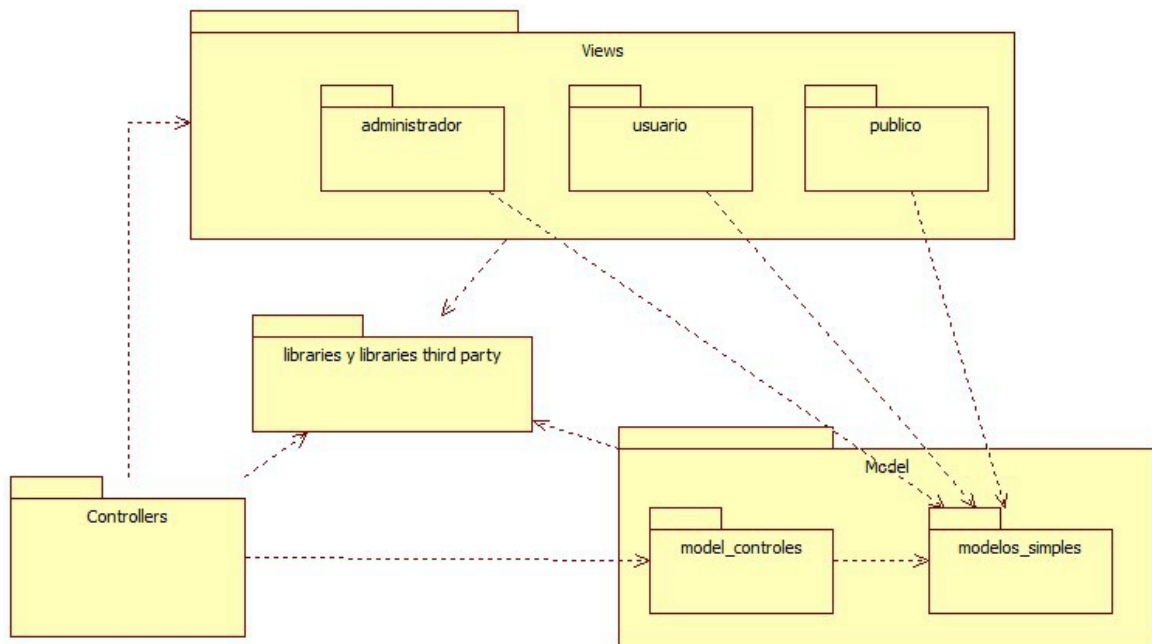 Views
administrador
usuario
publico
libraries y libraries third party
Model
Controllers
model_controles
modelos_simples